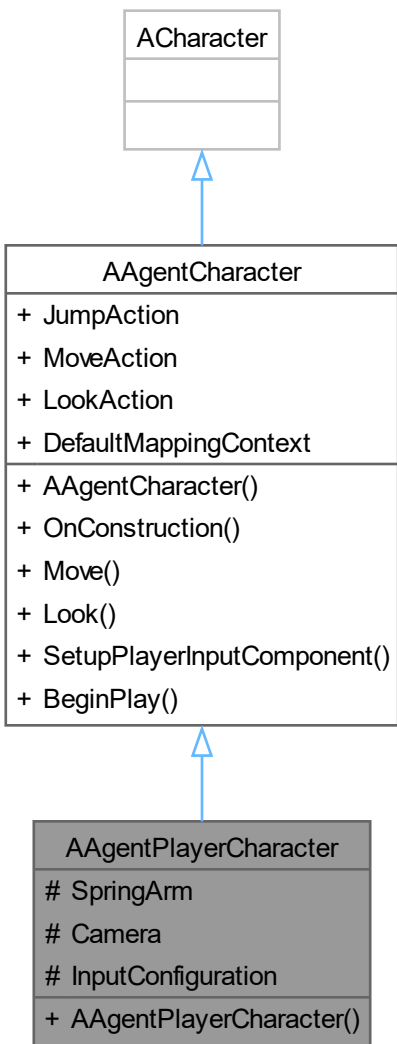 ACharacter
AAgentCharacter
+ JumpAction
+ MoveAction
+ LookAction
+ DefaultMappingContext
+ AAgentCharacter()
+ OnConstruction()
+ Move()
+ Look()
+ SetupPlayerInputComponent()
+ BeginPlay()
AAgentPlayerCharacter
# SpringArm
# Camera
# InputConfiguration
+ AAgentPlayerCharacter()